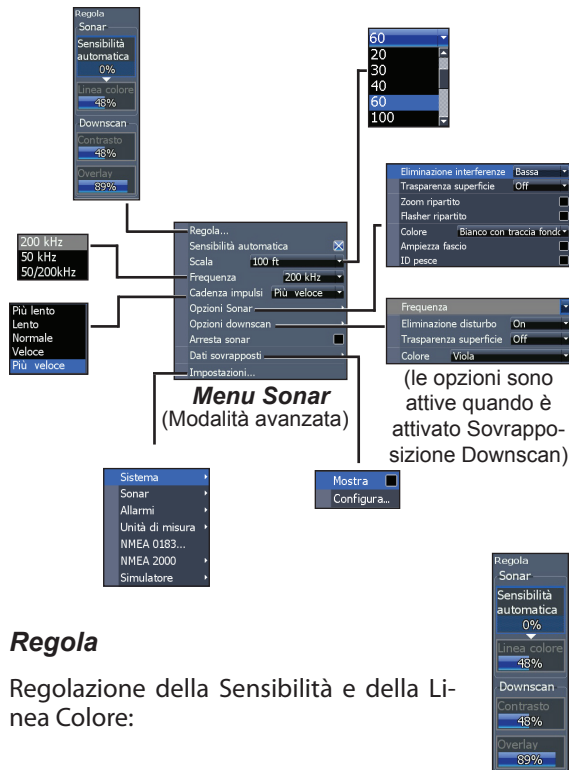 Regola
Sonar
Sensibilità
automatica
0%
Linea colore
48%
Downscan
Contrasto
48%
Overlay
89%
60
20
30
40
60
100
Eliminazione interferenze Bassa
Trasparenza superficie Off
Zoom ripartito
Flasher ripartito
Colore Bianco con traccia fondo
Ampiezza fascio
ID pesce
200 kHz
50 kHz
50/200kHz
Più lento
Lento
Normale
Veloce
Più veloce
Regola...
Sensibilità automatica
Scala 100 ft
Frequenza 200 kHz
Cadenza impulsi Più veloce
Opzioni Sonar
Opzioni downscan
Arresta sonar
Dati sovrapposti
Impostazioni...
Menu Sonar
(Modalità avanzata)
Frequenza
Eliminazione disturbo On
Trasparenza superficie Off
Colore Viola
(le opzioni sono
attive quando è
attivato Sovrappo-
sizione Downscan)
Sistema
Sonar
Allarmi
Unità di misura
NMEA 0183...
NMEA 2000
Simulatore
Mostra
Configura...
Regola
Regolazione della Sensibilità e della Li-
nea Colore:
Regola
Sonar
Sensibilità
automatica
0%
Linea colore
48%
Downscan
Contrasto
48%
Overlay
89%